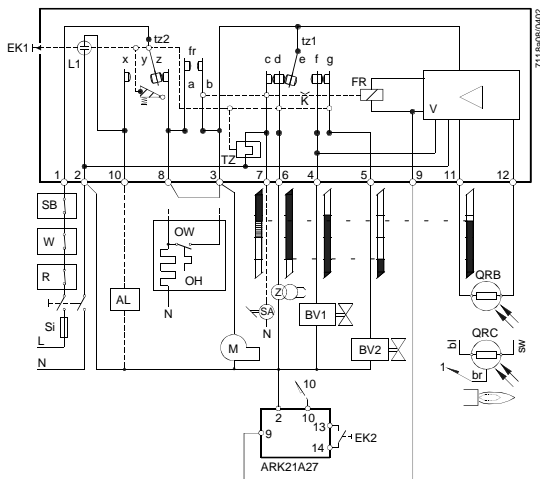 7118a08/0402
EK1 L1 tz2 tz1
x y z fr c d e f g
a b K FR
V
TZ
1 2 10 8 3 7 6 4 5 9 11 12
SB
W
R
Si
L
N
AL
OW
OH
N
M
Z
SA
N
BV1
BV2
QRB
QRC
bl sw
1 br
10
2 10
9 13
14
EK2
ARK21A27